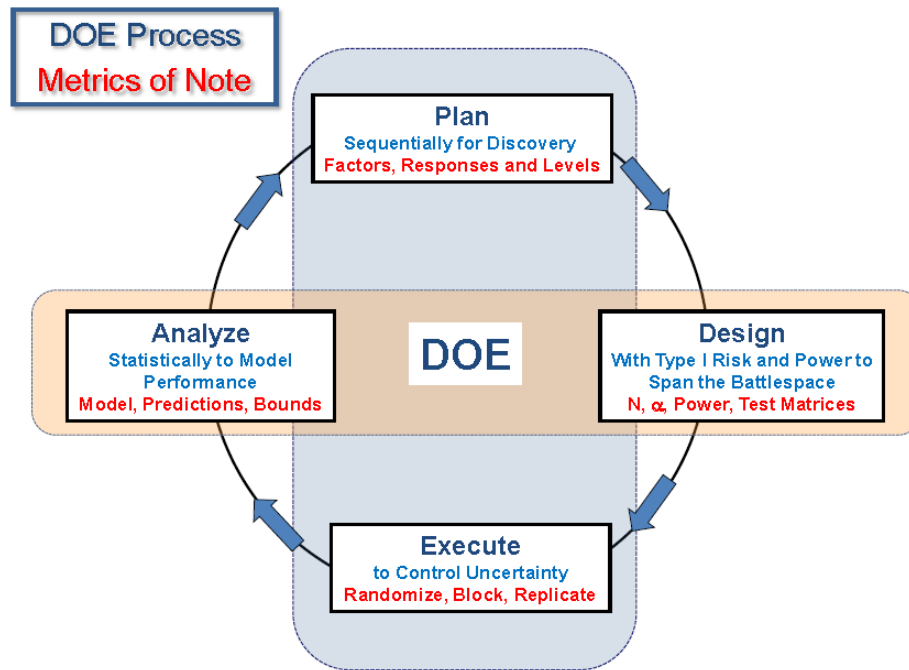 DOE Process
Metrics of Note
Plan
Sequentially for Discovery
Factors, Responses and Levels
Analyze
Statistically to Model
Performance
Model, Predictions, Bounds
DOE
Design
With Type I Risk and Power to
Span the Battlespace
N, α, Power, Test Matrices
Execute
to Control Uncertainty
Randomize, Block, Replicate